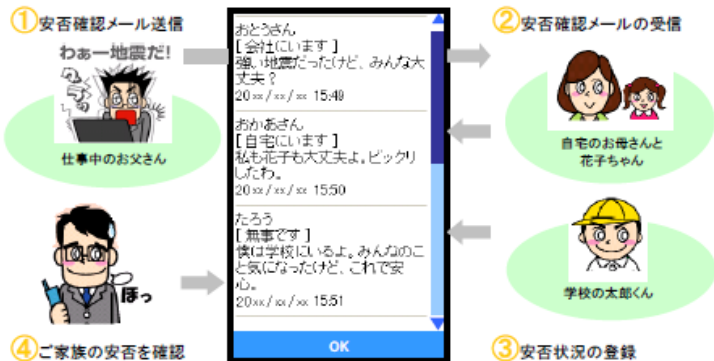 ①安否確認メール送信
わぁー地震だ!
グラグラ
仕事中のお父さん
おとうさん
[ 会社にいます ]
強い地震だったけど、みんな大
丈夫?
20xx/xx/xx 15:49
おかあさん
[ 自宅にいます ]
私も花子も大丈夫よ。ビックリ
したわ。
20xx/xx/xx 15:50
たろう
[ 無事です ]
僕は学校にいるよ。みんなのこ
と気になったけど、これで安
心。
20xx/xx/xx 15:51
OK
②安否確認メールの受信
自宅のお母さんと
花子ちゃん
学校の太郎くん
③安否状況の登録
ほっ
④ご家族の安否を確認